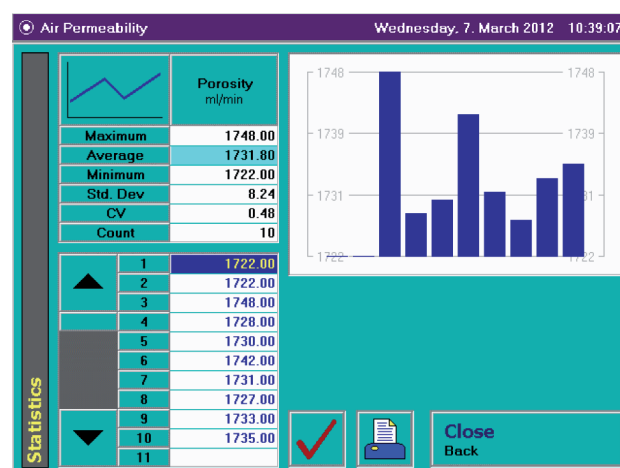 Air Permeability Wednesday, 7. March 2012 10:39:07
Porosity
ml/min
Maximum 1748.00
Average 1731.80
Minimum 1722.00
Std. Dev 8.24
CV 0.48
Count 10
1 1722.00
2 1722.00
3 1748.00
4 1728.00
5 1730.00
6 1742.00
7 1731.00
8 1727.00
9 1733.00
10 1735.00
11
Statistics
1748 1748
1739 1739
1731 1731
1722 1722
Close
Back